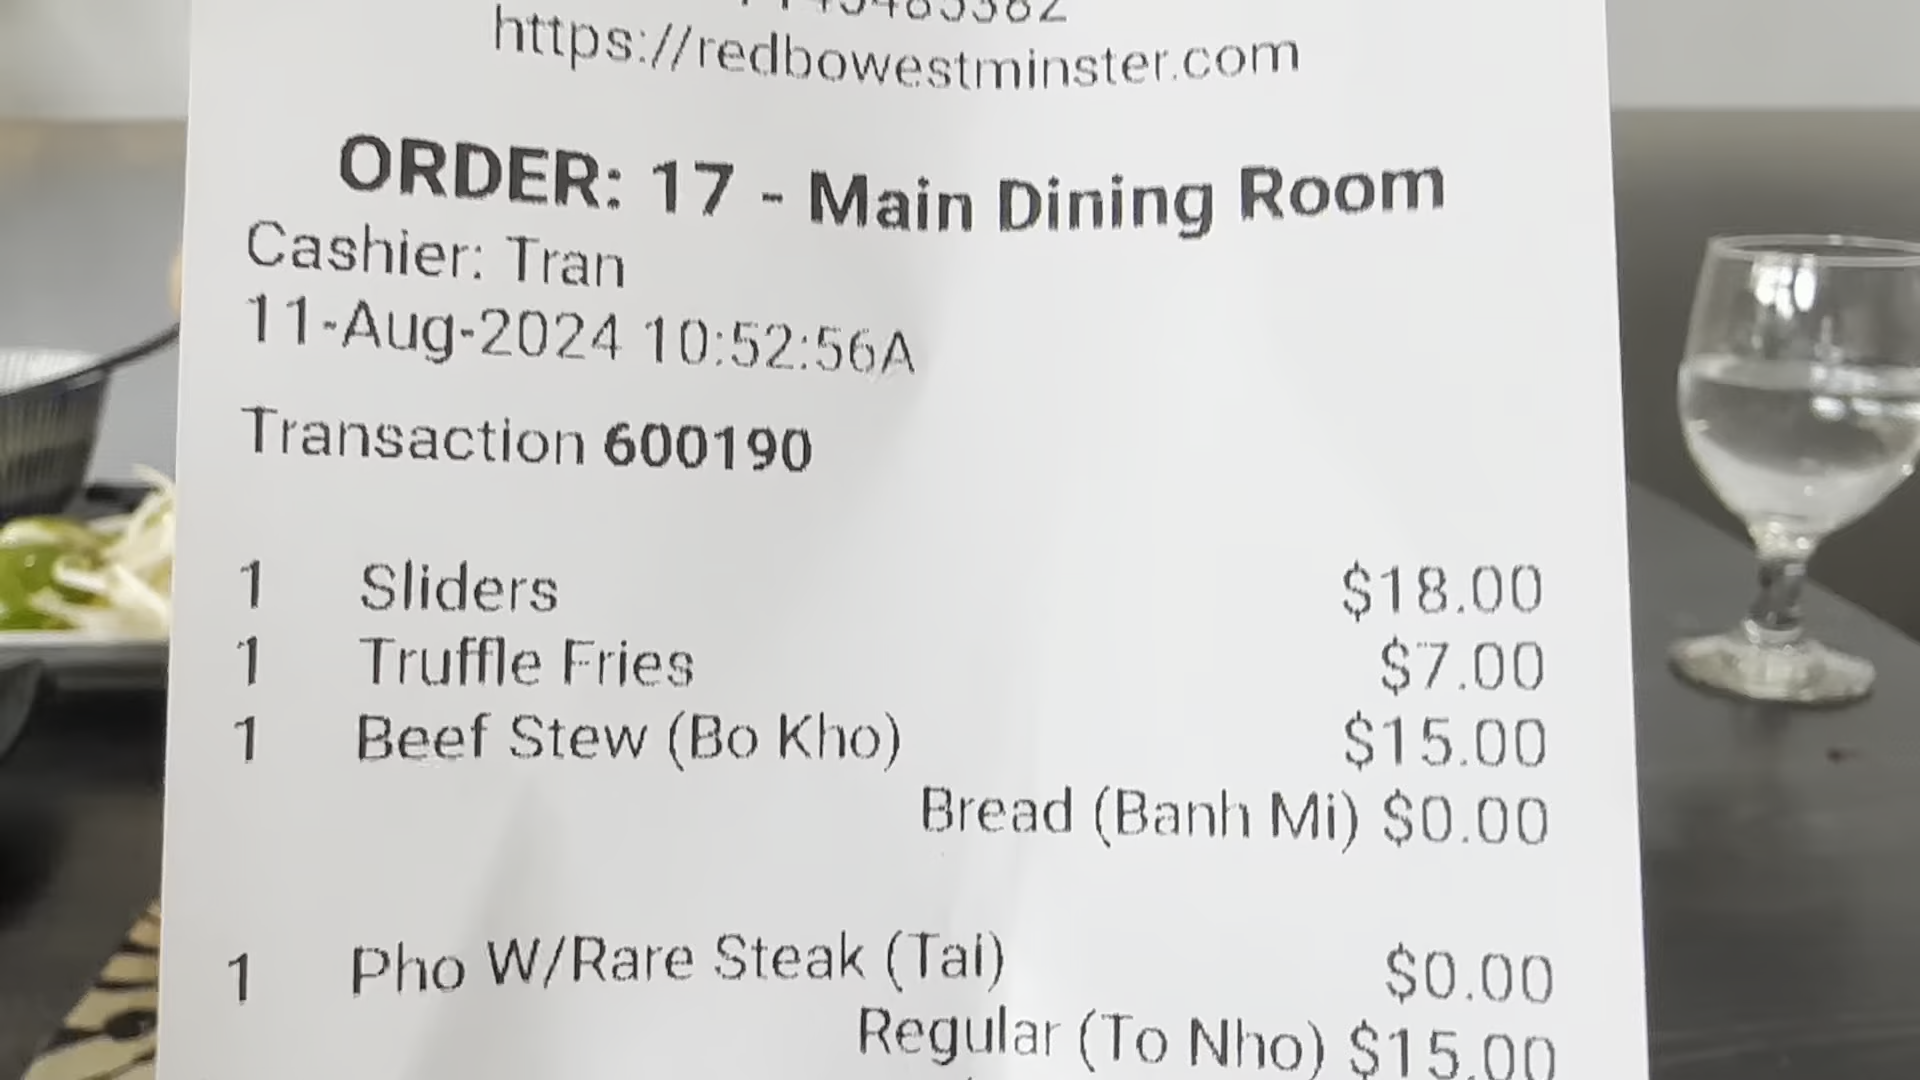 https://redbowestminster.com
ORDER: 17 - Main Dining Room
Cashier: Tran
11-Aug-2024 10:52:56A
Transaction 600190
1 Sliders $18.00
1 Truffle Fries $7.00
1 Beef Stew (Bo Kho) $15.00
Bread (Banh Mi) $0.00
1 Pho W/Rare Steak (Tai) $0.00
Regular (To Nho) $15.00